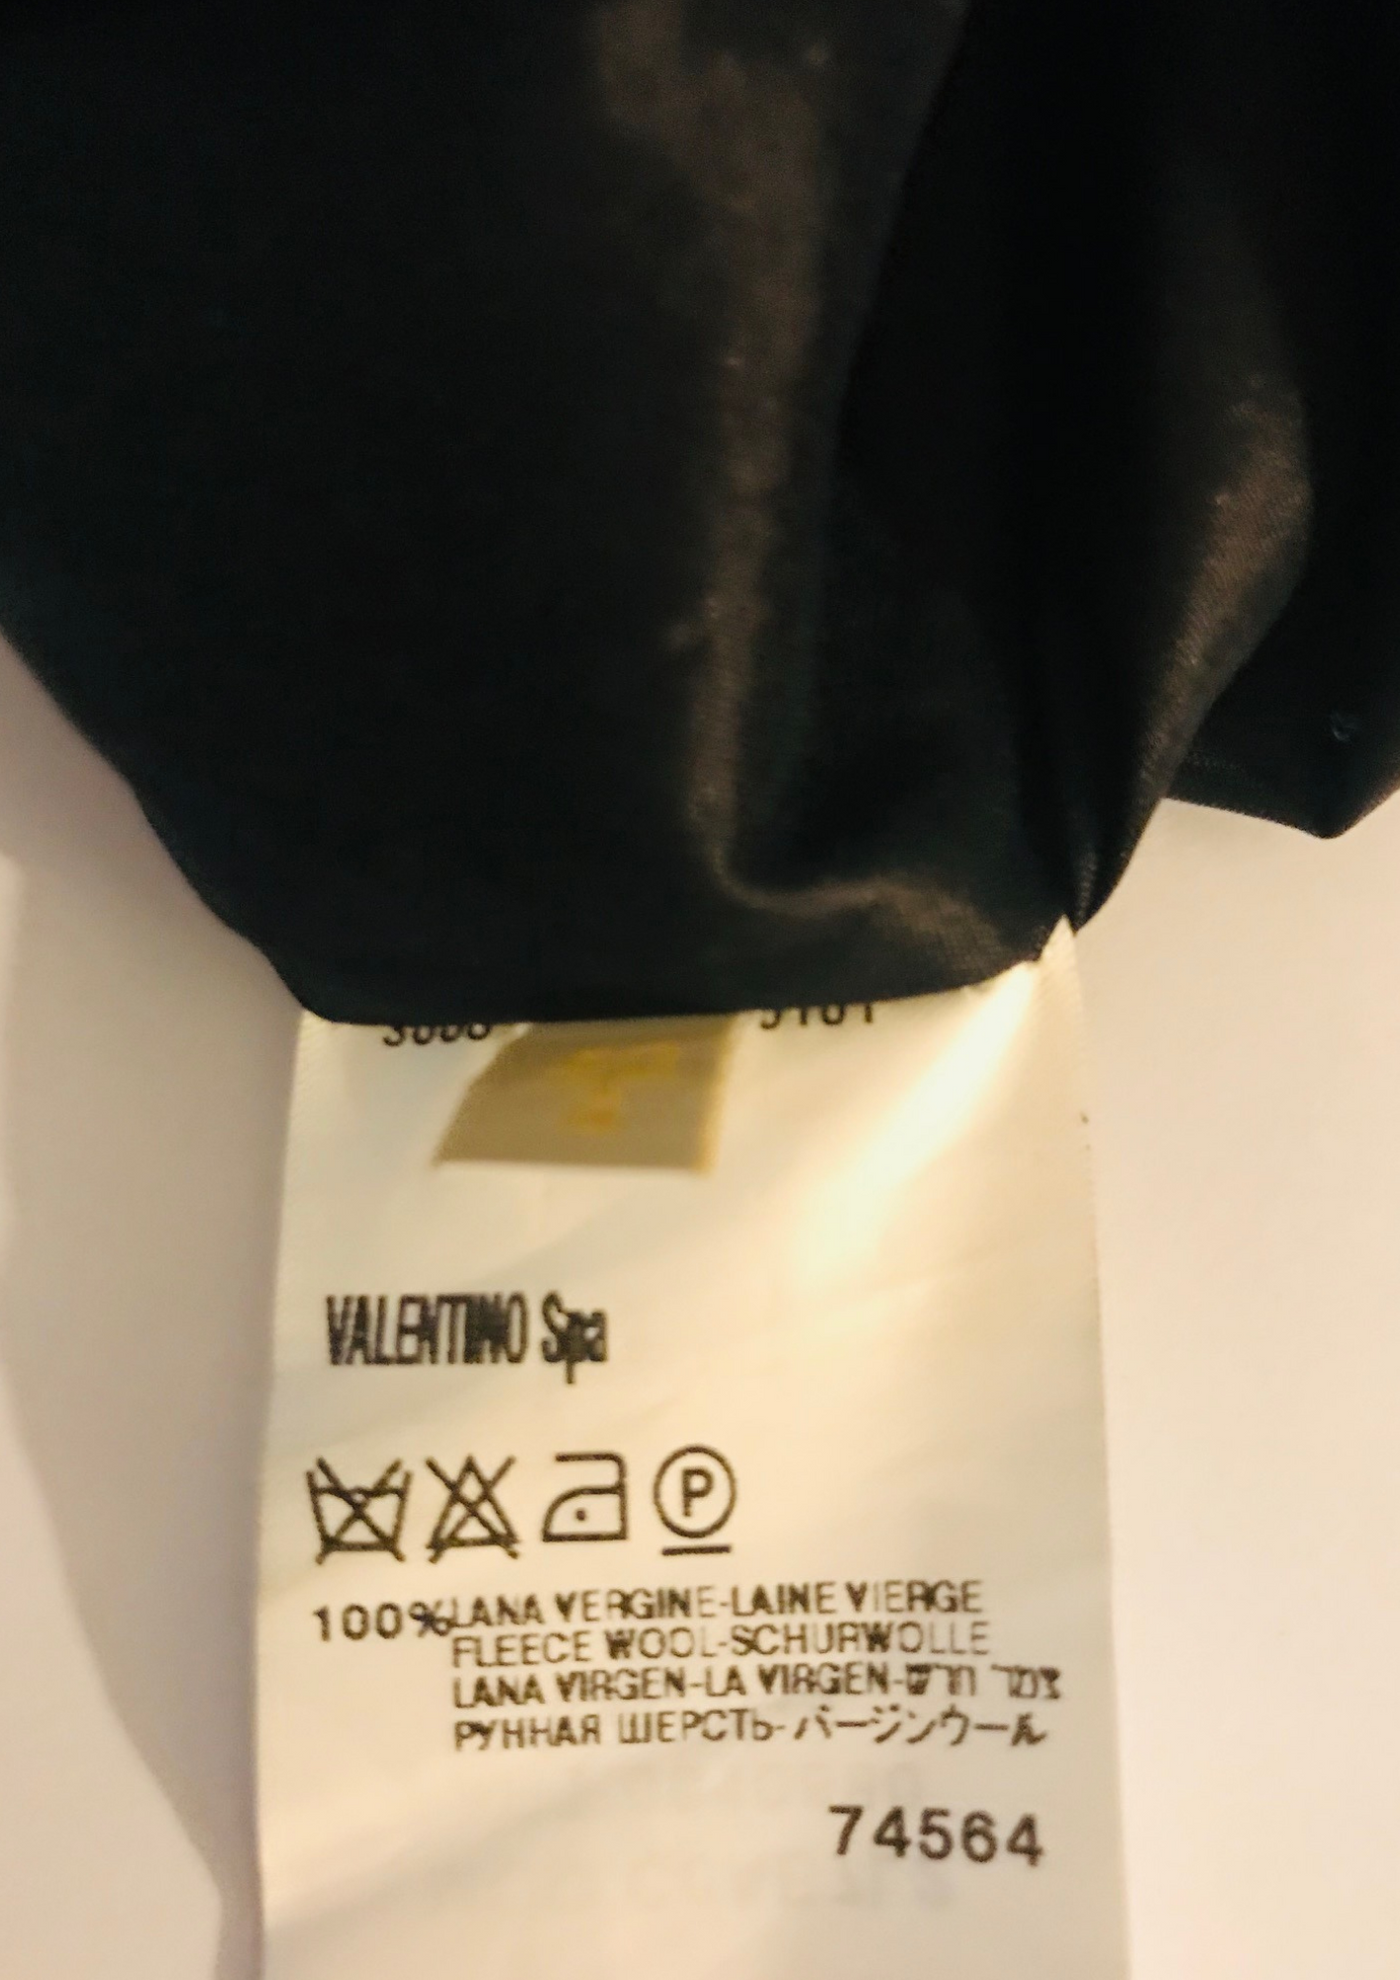 VALENTINO Spa
P
100% LANA VERGINE-LAINE VIERGE
FLEECE WOOL-SCHURWOLLE
LANA VIRGEN-LA VIRGEN-
РУННАЯ ШЕРСТЬ-バージンウール
74564